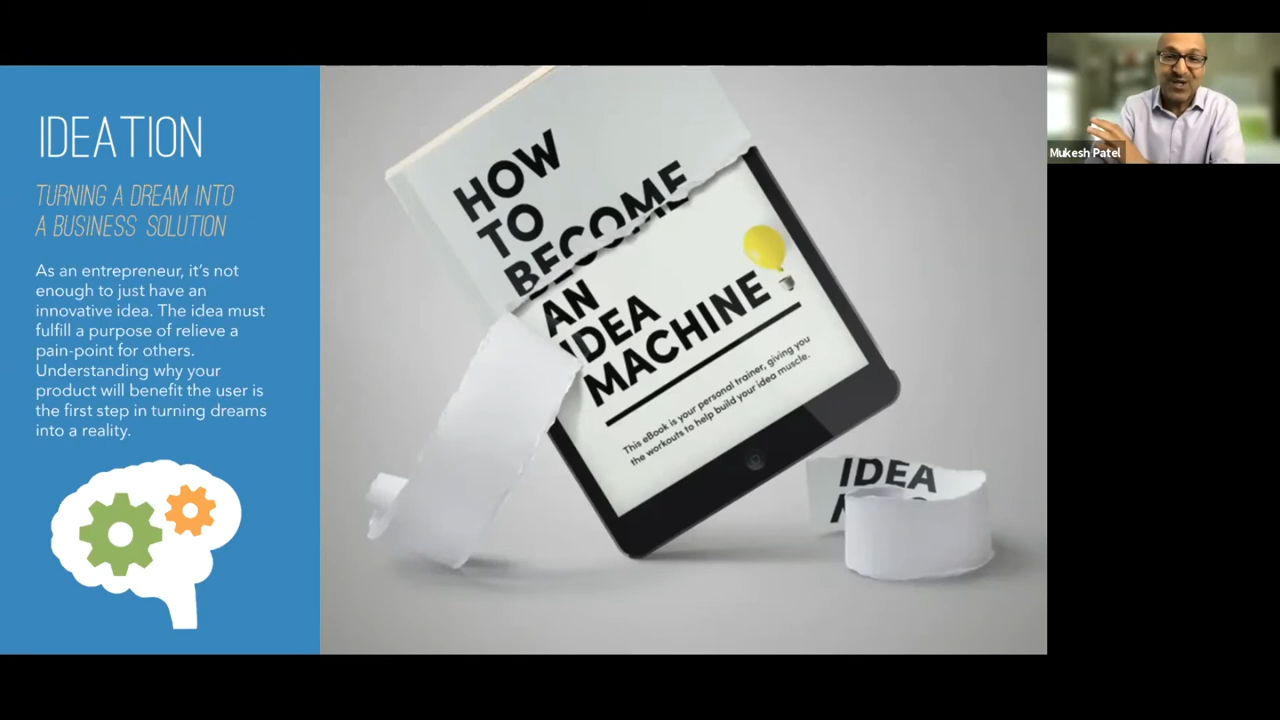 IDEATION
TURNING A DREAM INTO
A BUSINESS SOLUTION
As an entrepreneur, it's not
enough to just have an
innovative idea. The idea must
fulfill a purpose of relieve a
pain-point for others.
Understanding why your
product will benefit the user is
the first step in turning dreams
into a reality.
HOW
TO
BECOME
AN
IDEA
MACHINE
This eBook is your personal trainer, giving you
the workouts to help build your idea muscle.
IDEA
Mukesh Patel